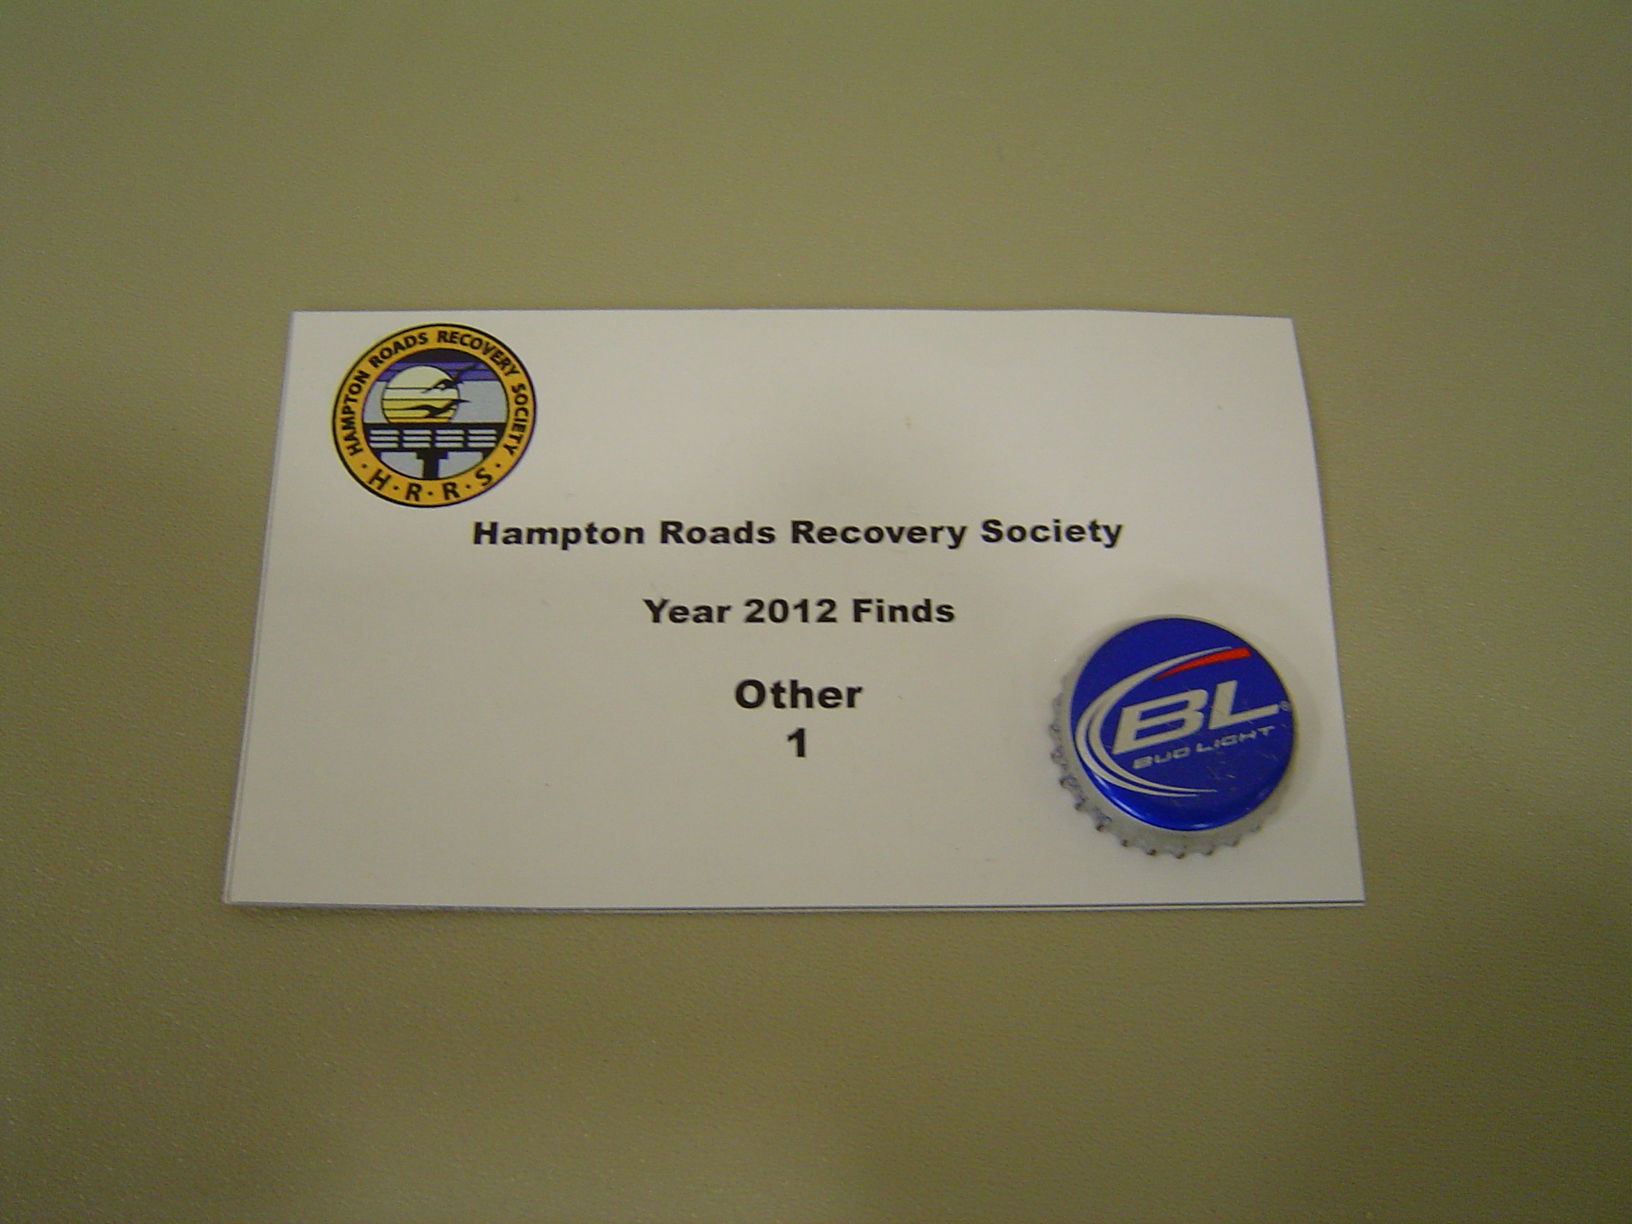 HAMPTON ROADS RECOVERY SOCIETY
· H · R · R · S ·
Hampton Roads Recovery Society
Year 2012 Finds
Other
1
BL
BUD LIGHT